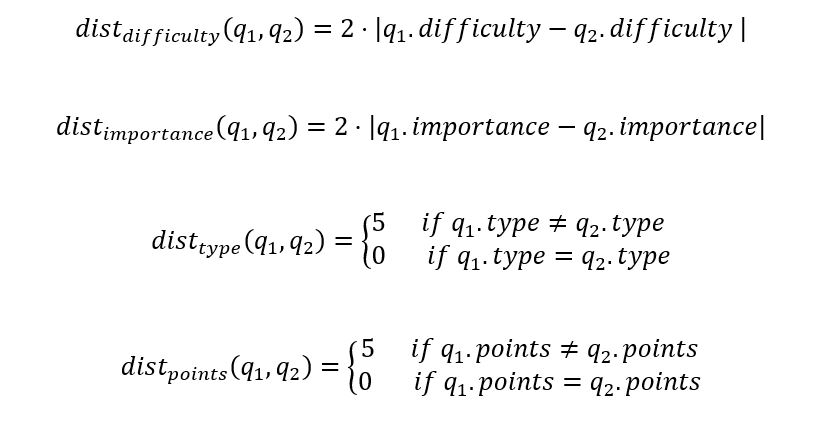 dist_difficulty(q₁, q₂) = 2 · |q₁. difficulty − q₂. difficulty |
dist_importance(q₁, q₂) = 2 · |q₁. importance − q₂. importance|
dist_type(q₁, q₂) = {5 if q₁. type ≠ q₂. type
0 if q₁. type = q₂. type
dist_points(q₁, q₂) = {5 if q₁. points ≠ q₂. points
0 if q₁. points = q₂. points